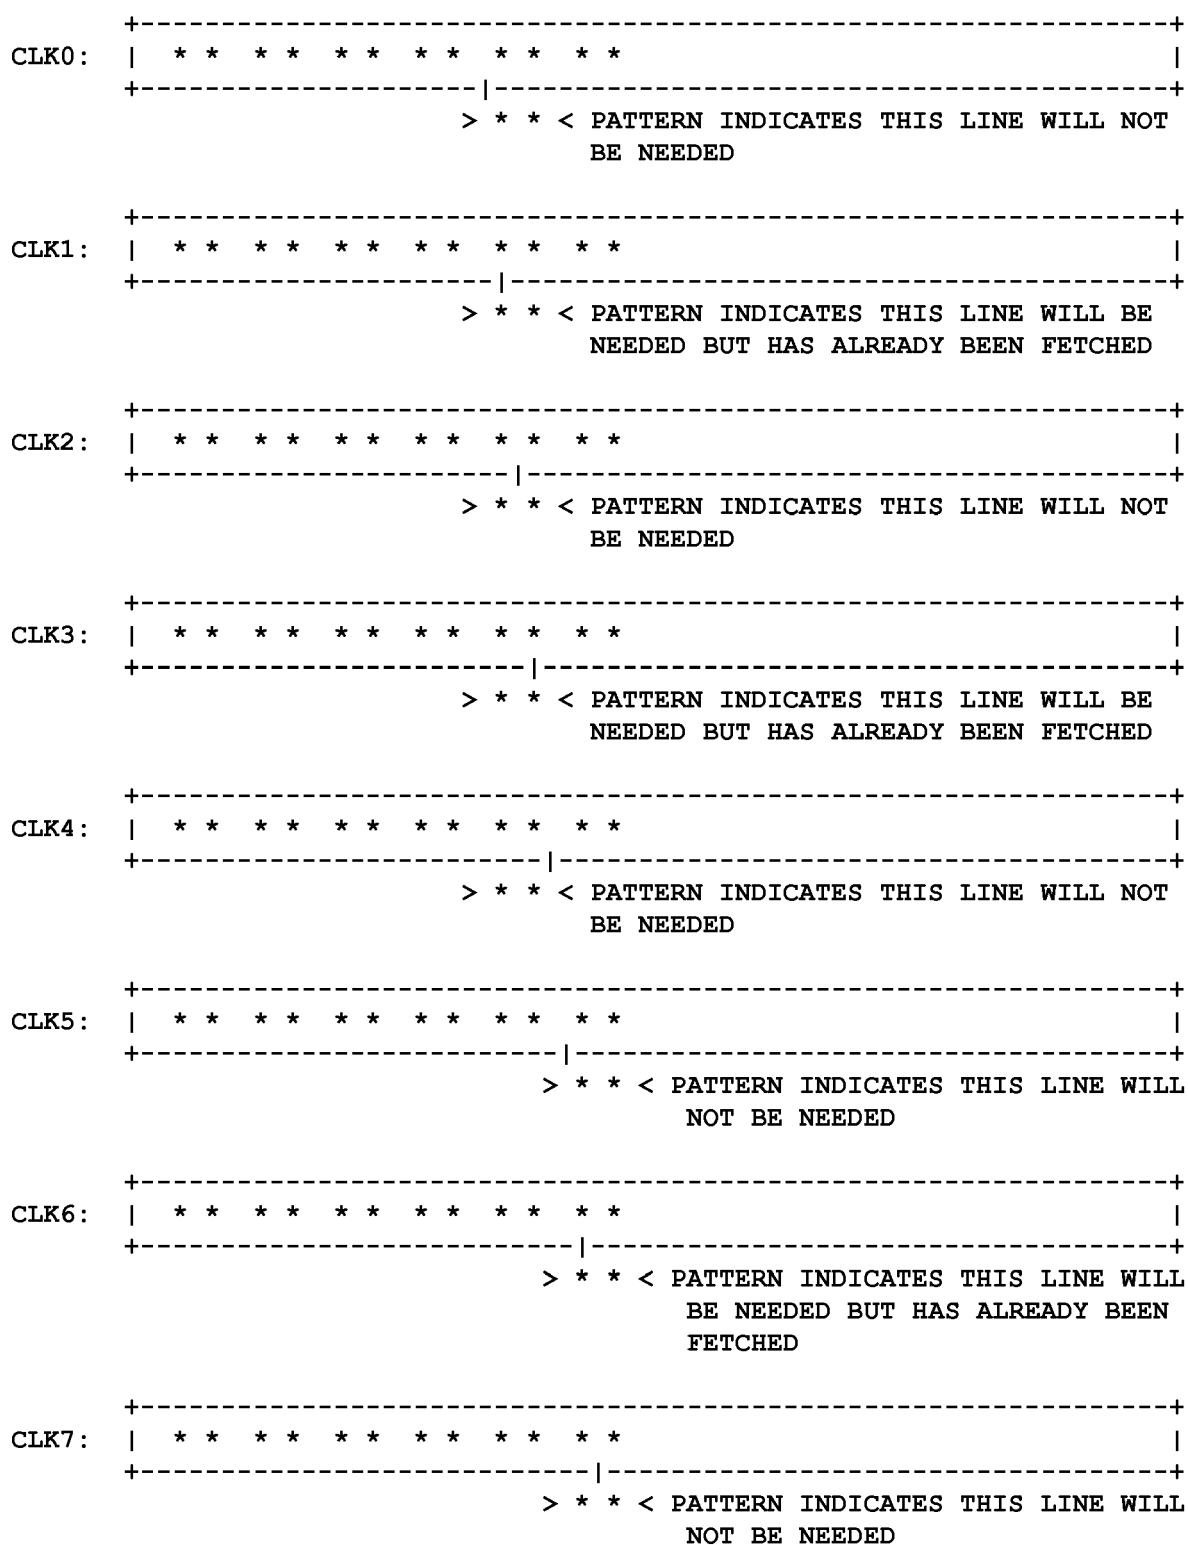 +----------------------------------------------------------------+
CLK0:  |  * *  * *  * *  * *  * *  * *                                  |
       +---------------------|------------------------------------------+
                            > * * < PATTERN INDICATES THIS LINE WILL NOT
                                    BE NEEDED
       +----------------------------------------------------------------+
CLK1:  |  * *  * *  * *  * *  * *  * *                                  |
       +----------------------|-----------------------------------------+
                            > * * < PATTERN INDICATES THIS LINE WILL BE
                                    NEEDED BUT HAS ALREADY BEEN FETCHED
       +----------------------------------------------------------------+
CLK2:  |  * *  * *  * *  * *  * *  * *                                  |
       +-----------------------|----------------------------------------+
                            > * * < PATTERN INDICATES THIS LINE WILL NOT
                                    BE NEEDED
       +----------------------------------------------------------------+
CLK3:  |  * *  * *  * *  * *  * *  * *                                  |
       +------------------------|---------------------------------------+
                            > * * < PATTERN INDICATES THIS LINE WILL BE
                                    NEEDED BUT HAS ALREADY BEEN FETCHED
       +----------------------------------------------------------------+
CLK4:  |  * *  * *  * *  * *  * *  * *                                  |
       +-------------------------|--------------------------------------+
                            > * * < PATTERN INDICATES THIS LINE WILL NOT
                                    BE NEEDED
       +----------------------------------------------------------------+
CLK5:  |  * *  * *  * *  * *  * *  * *                                  |
       +--------------------------|-------------------------------------+
                                 > * * < PATTERN INDICATES THIS LINE WILL
                                          NOT BE NEEDED
       +----------------------------------------------------------------+
CLK6:  |  * *  * *  * *  * *  * *  * *                                  |
       +---------------------------|------------------------------------+
                                 > * * < PATTERN INDICATES THIS LINE WILL
                                          BE NEEDED BUT HAS ALREADY BEEN
                                          FETCHED
       +----------------------------------------------------------------+
CLK7:  |  * *  * *  * *  * *  * *  * *                                  |
       +----------------------------|-----------------------------------+
                                 > * * < PATTERN INDICATES THIS LINE WILL
                                          NOT BE NEEDED